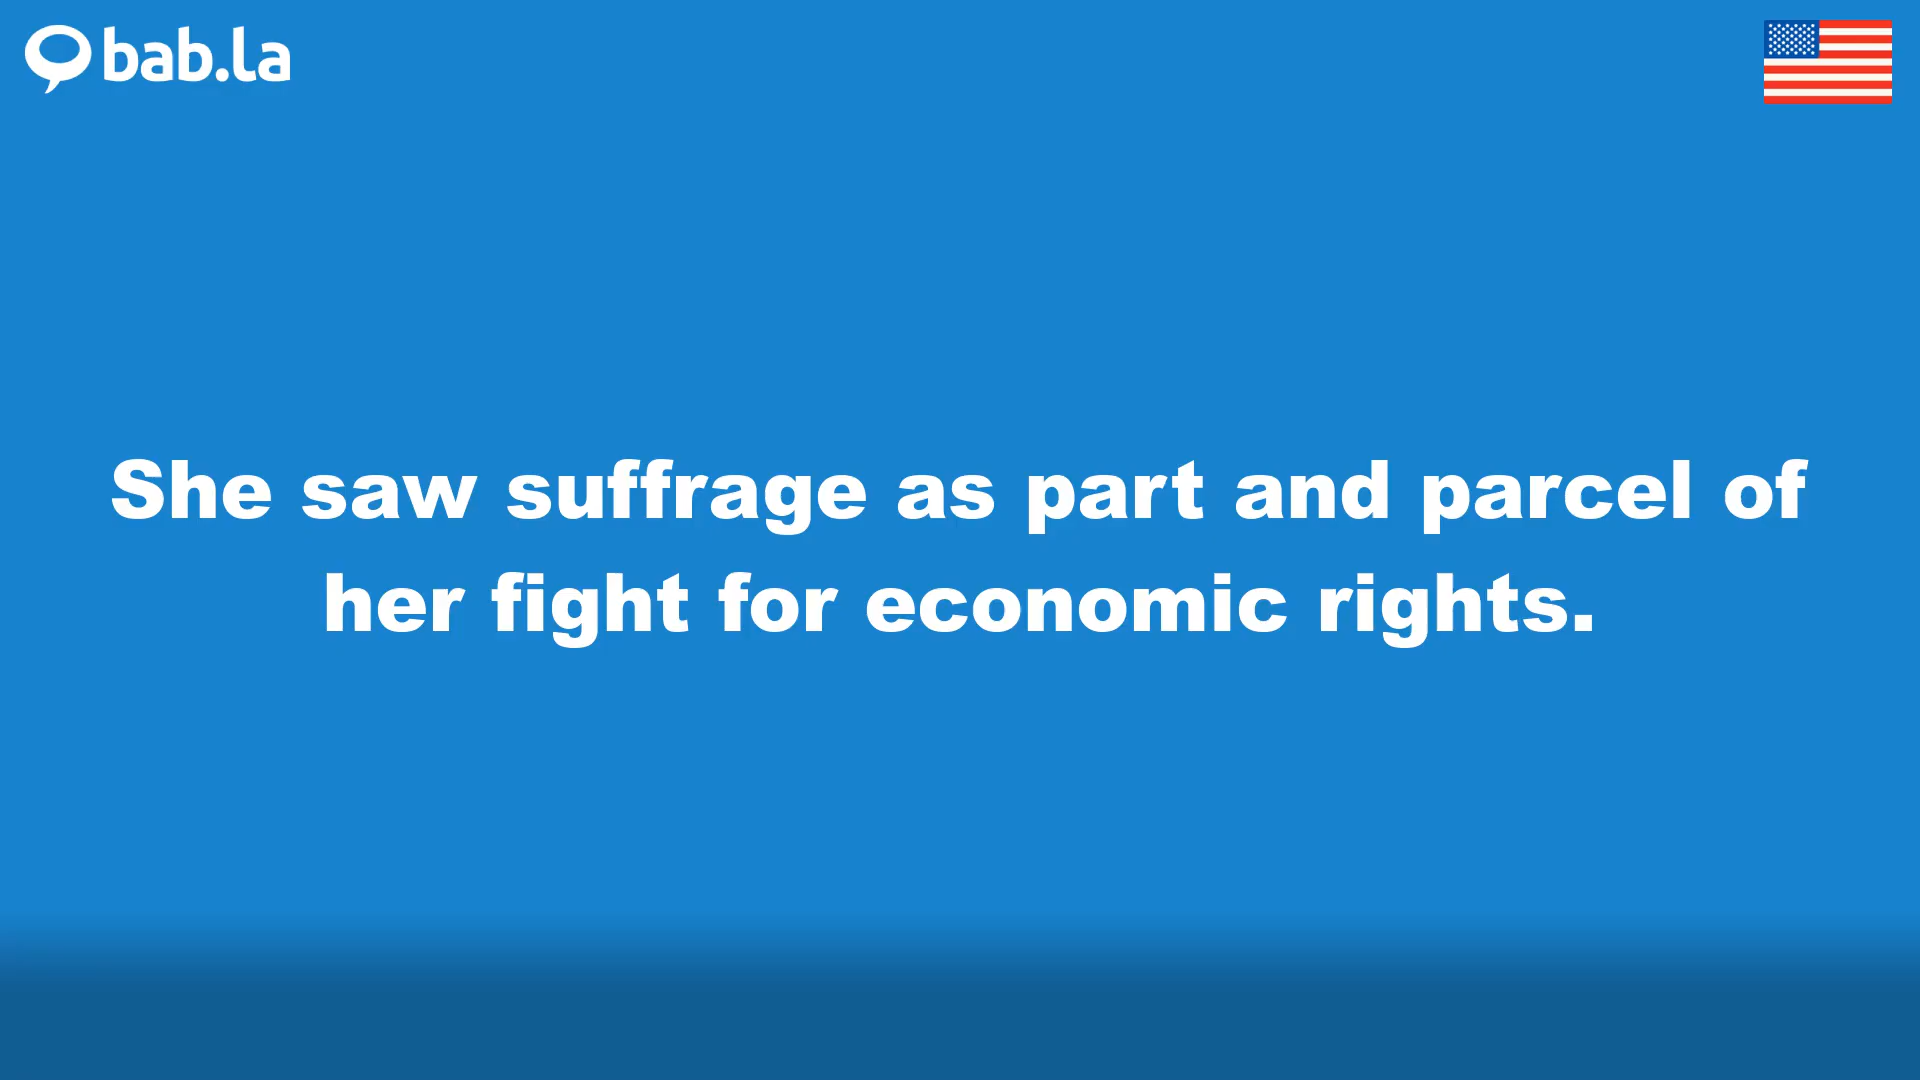 bab.la
She saw suffrage as part and parcel of
her fight for economic rights.